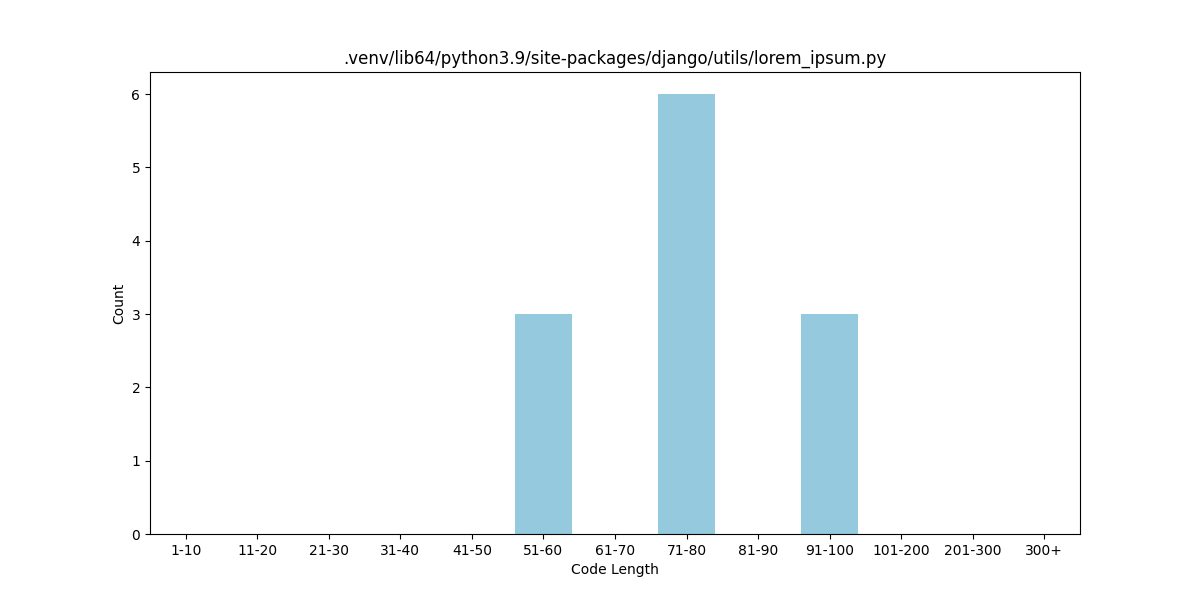 .venv/lib64/python3.9/site-packages/django/utils/lorem_ipsum.py
6
5
4
3
2
1
0
Count
1-10 11-20 21-30 31-40 41-50 51-60 61-70 71-80 81-90 91-100 101-200 201-300 300+
Code Length